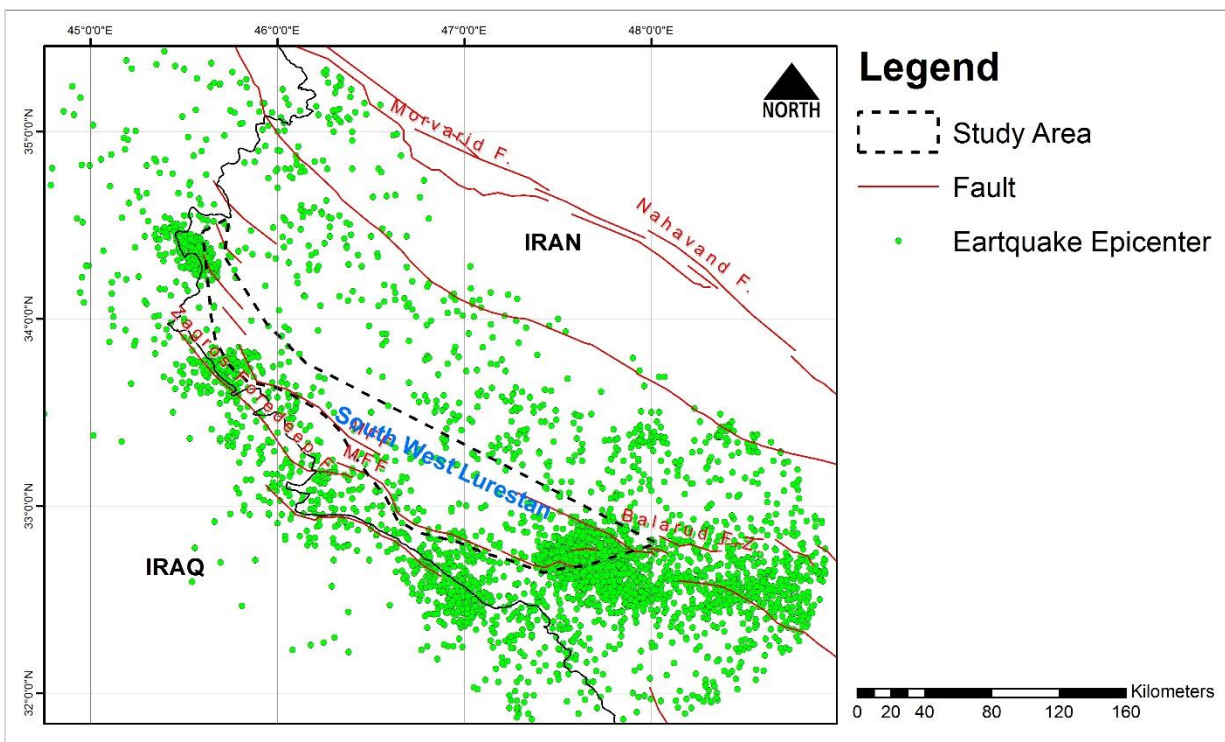 45°0'0"E
46°0'0"E
47°0'0"E
48°0'0"E
35°0'0"N
34°0'0"N
33°0'0"N
32°0'0"N
NORTH
Morvarid F.
Nahavand F.
IRAN
Zagros Foredeep F.
South West Lurestan
MFF
Balarud F.Z.
IRAQ
Legend
Study Area
Fault
Eartquake Epicenter
Kilometers
0 20 40 80 120 160